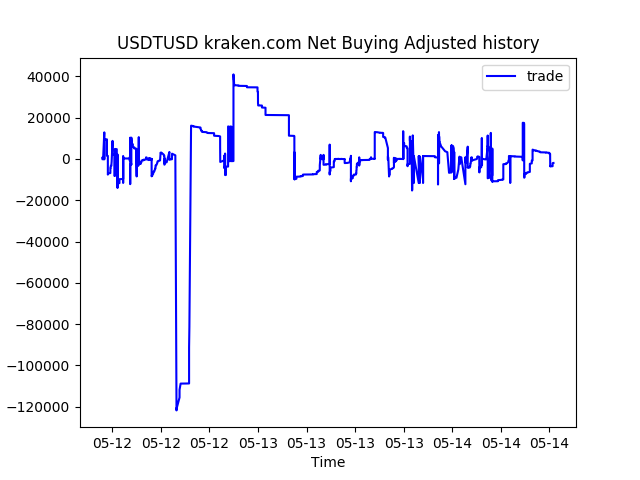 USDTUSD kraken.com Net Buying Adjusted history
trade
40000
20000
0
−20000
−40000
−60000
−80000
−100000
−120000
05-12 05-12 05-12 05-13 05-13 05-13 05-13 05-14 05-14 05-14
Time